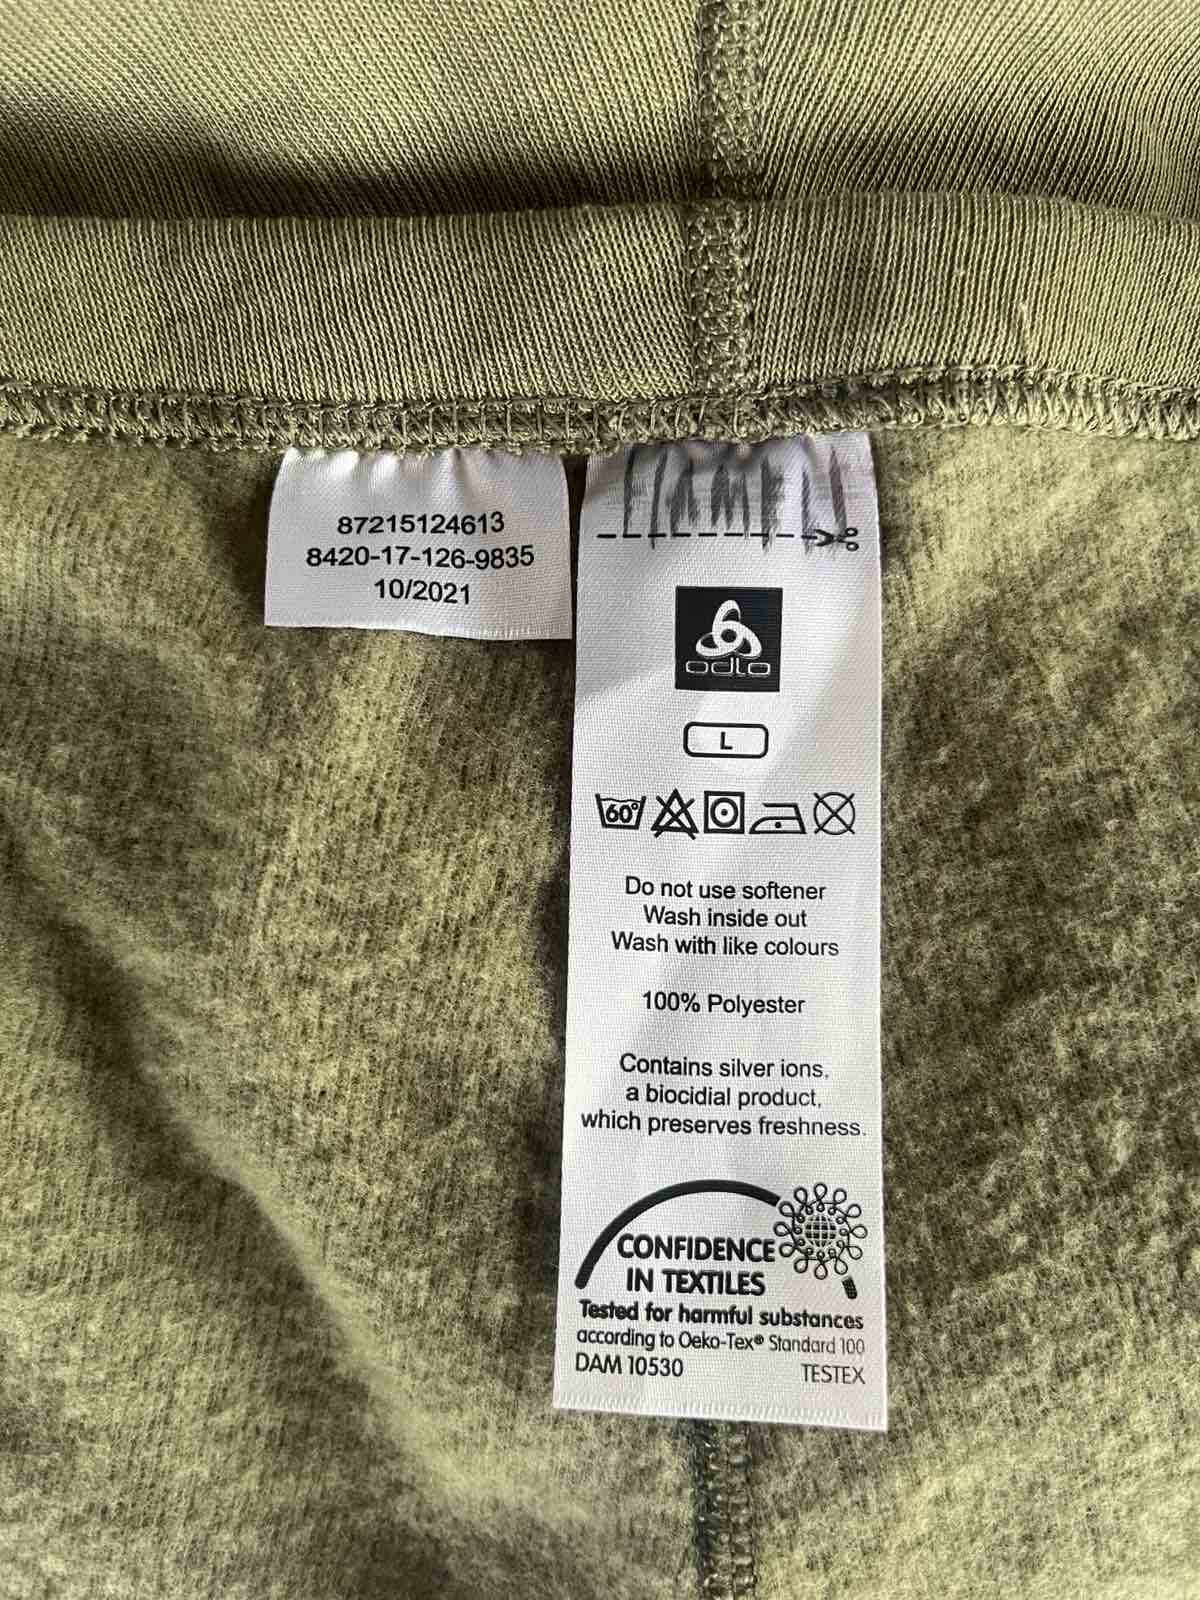 87215124613
8420-17-126-9835
10/2021
odlo
L
60°
Do not use softener
Wash inside out
Wash with like colours
100% Polyester
Contains silver ions,
a biocidial product,
which preserves freshness.
CONFIDENCE
IN TEXTILES
Tested for harmful substances
according to Oeko-Tex® Standard 100
DAM 10530 TESTEX